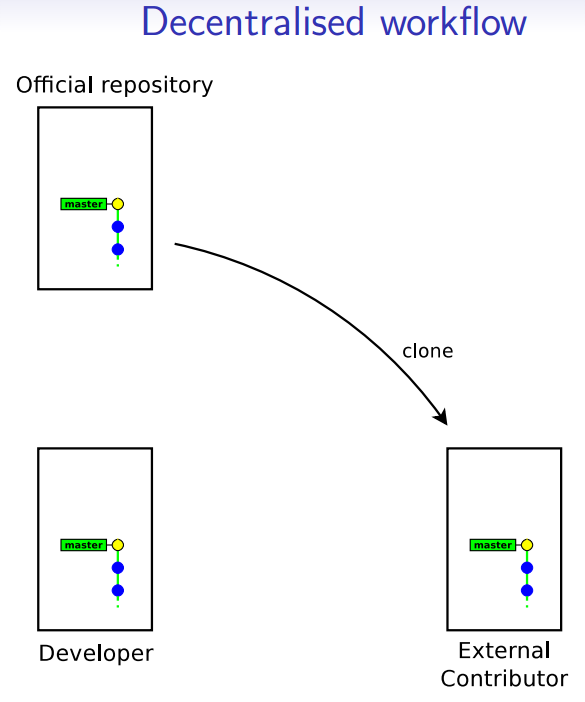 Decentralised workflow
Official repository
master
clone
master
master
Developer
External
Contributor